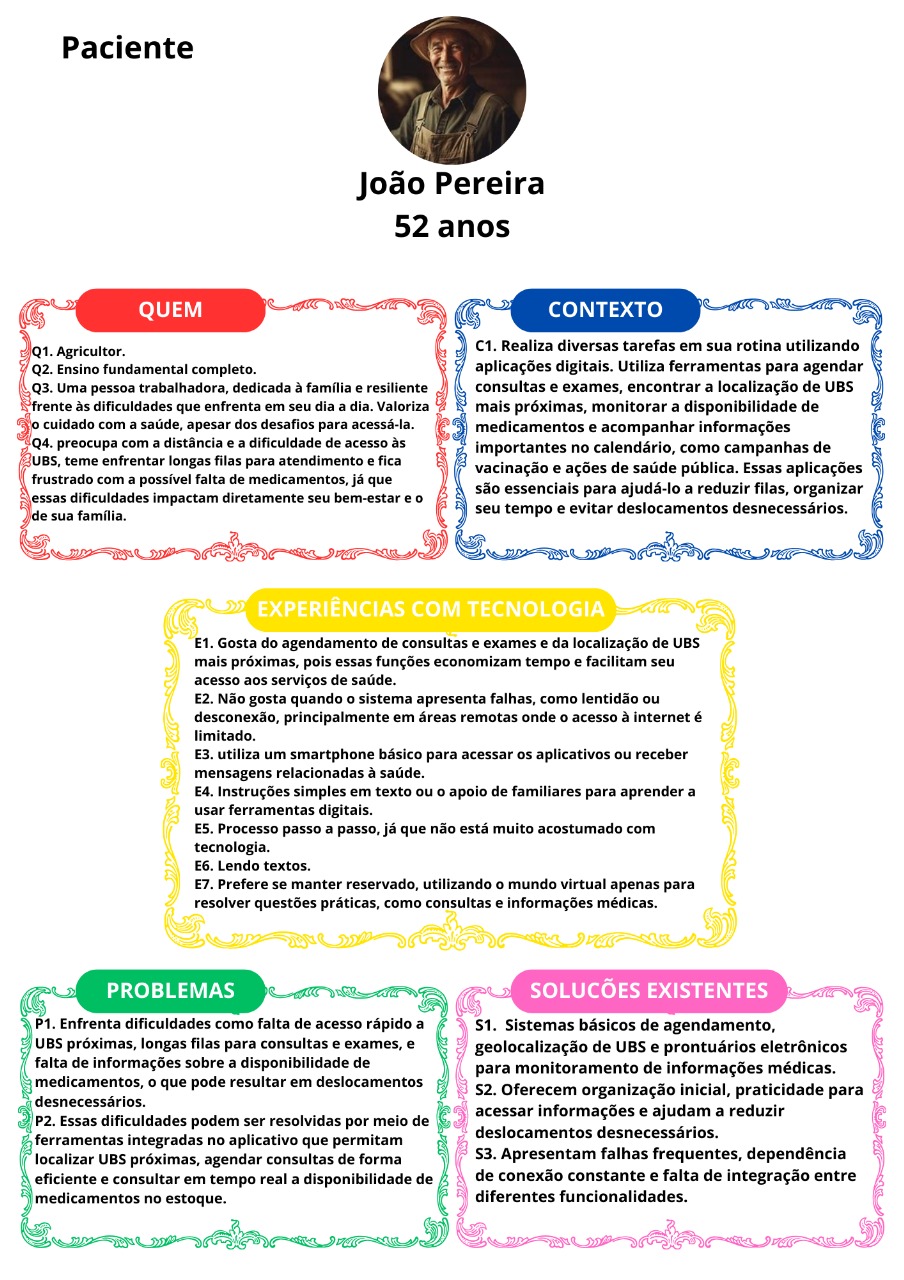 Paciente
João Pereira
52 anos
QUEM
Q1. Agricultor.
Q2. Ensino fundamental completo.
Q3. Uma pessoa trabalhadora, dedicada à família e resiliente
frente às dificuldades que enfrenta em seu dia a dia. Valoriza
o cuidado com a saúde, apesar dos desafios para acessá-la.
Q4. preocupa com a distância e a dificuldade de acesso às
UBS, teme enfrentar longas filas para atendimento e fica
frustrado com a possível falta de medicamentos, já que
essas dificuldades impactam diretamente seu bem-estar e o
de sua família.
CONTEXTO
C1. Realiza diversas tarefas em sua rotina utilizando
aplicações digitais. Utiliza ferramentas para agendar
consultas e exames, encontrar a localização de UBS
mais próximas, monitorar a disponibilidade de
medicamentos e acompanhar informações
importantes no calendário, como campanhas de
vacinação e ações de saúde pública. Essas aplicações
são essenciais para ajudá-lo a reduzir filas, organizar
seu tempo e evitar deslocamentos desnecessários.
EXPERIÊNCIAS COM TECNOLOGIA
E1. Gosta do agendamento de consultas e exames e da localização de UBS
mais próximas, pois essas funções economizam tempo e facilitam seu
acesso aos serviços de saúde.
E2. Não gosta quando o sistema apresenta falhas, como lentidão ou
desconexão, principalmente em áreas remotas onde o acesso à internet é
limitado.
E3. utiliza um smartphone básico para acessar os aplicativos ou receber
mensagens relacionadas à saúde.
E4. Instruções simples em texto ou o apoio de familiares para aprender a
usar ferramentas digitais.
E5. Processo passo a passo, já que não está muito acostumado com
tecnologia.
E6. Lendo textos.
E7. Prefere se manter reservado, utilizando o mundo virtual apenas para
resolver questões práticas, como consultas e informações médicas.
PROBLEMAS
P1. Enfrenta dificuldades como falta de acesso rápido a
UBS próximas, longas filas para consultas e exames, e
falta de informações sobre a disponibilidade de
medicamentos, o que pode resultar em deslocamentos
desnecessários.
P2. Essas dificuldades podem ser resolvidas por meio de
ferramentas integradas no aplicativo que permitam
localizar UBS próximas, agendar consultas de forma
eficiente e consultar em tempo real a disponibilidade de
medicamentos no estoque.
SOLUCÕES EXISTENTES
S1.  Sistemas básicos de agendamento,
geolocalização de UBS e prontuários eletrônicos
para monitoramento de informações médicas.
S2. Oferecem organização inicial, praticidade para
acessar informações e ajudam a reduzir
deslocamentos desnecessários.
S3. Apresentam falhas frequentes, dependência
de conexão constante e falta de integração entre
diferentes funcionalidades.